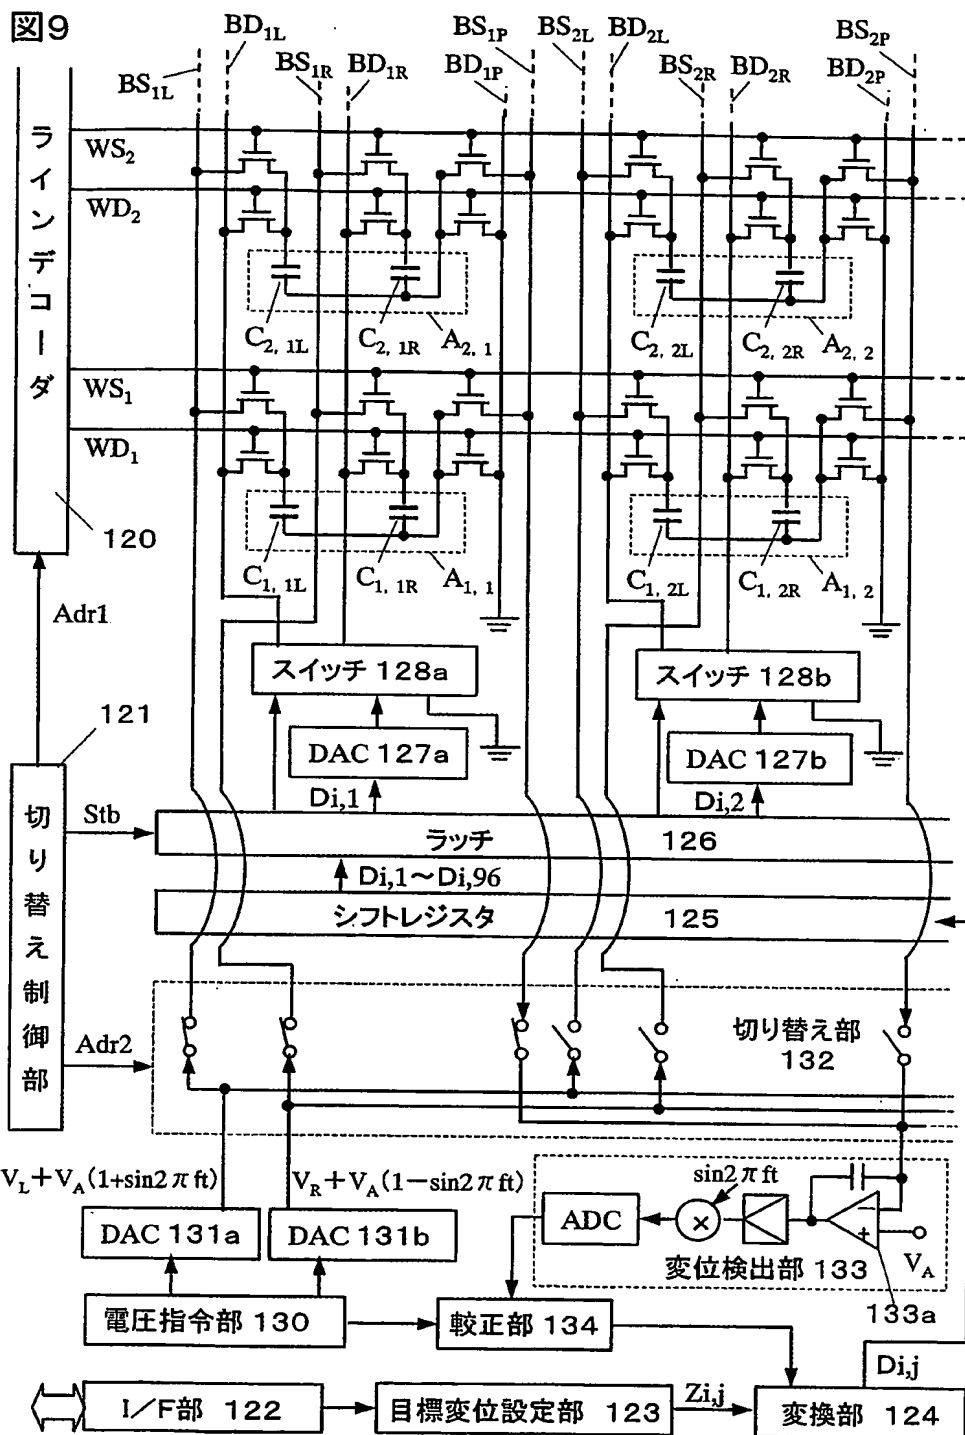 図9
BS1L
BD1L
BS1R
BD1R
BS1P
BD1P
BS2L
BD2L
BS2R
BD2R
BS2P
BD2P
ラインデコーダ
120
WS2
WD2
C2, 1L
C2, 1R
A2, 1
C2, 2L
C2, 2R
A2, 2
WS1
WD1
C1, 1L
C1, 1R
A1, 1
C1, 2L
C1, 2R
A1, 2
Adr1
121
切り替え制御部
スイッチ 128a
スイッチ 128b
DAC 127a
DAC 127b
Di,1
Di,2
Stb
ラッチ 126
Di,1～Di,96
シフトレジスタ 125
Adr2
切り替え部
132
VL＋VA(1+sin2πft)
VR＋VA(1−sin2πft)
DAC 131a
DAC 131b
sin2πft
ADC
×
−
+
VA
変位検出部 133
133a
電圧指令部 130
較正部 134
Di,j
I／F部 122
目標変位設定部 123
Zi,j
変換部 124